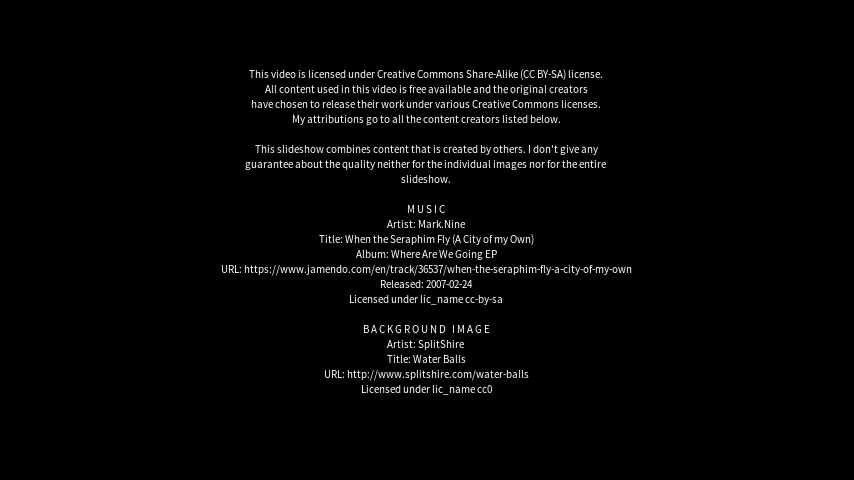 This video is licensed under Creative Commons Share-Alike (CC BY-SA) license.
All content used in this video is free available and the original creators
have chosen to release their work under various Creative Commons licenses.
My attributions go to all the content creators listed below.
This slideshow combines content that is created by others. I don't give any
guarantee about the quality neither for the individual images nor for the entire
slideshow.
MUSIC
Artist: Mark.Nine
Title: When the Seraphim Fly (A City of my Own)
Album: Where Are We Going EP
URL: https://www.jamendo.com/en/track/36537/when-the-seraphim-fly-a-city-of-my-own
Released: 2007-02-24
Licensed under lic_name cc-by-sa
BACKGROUND IMAGE
Artist: SplitShire
Title: Water Balls
URL: http://www.splitshire.com/water-balls
Licensed under lic_name cc0